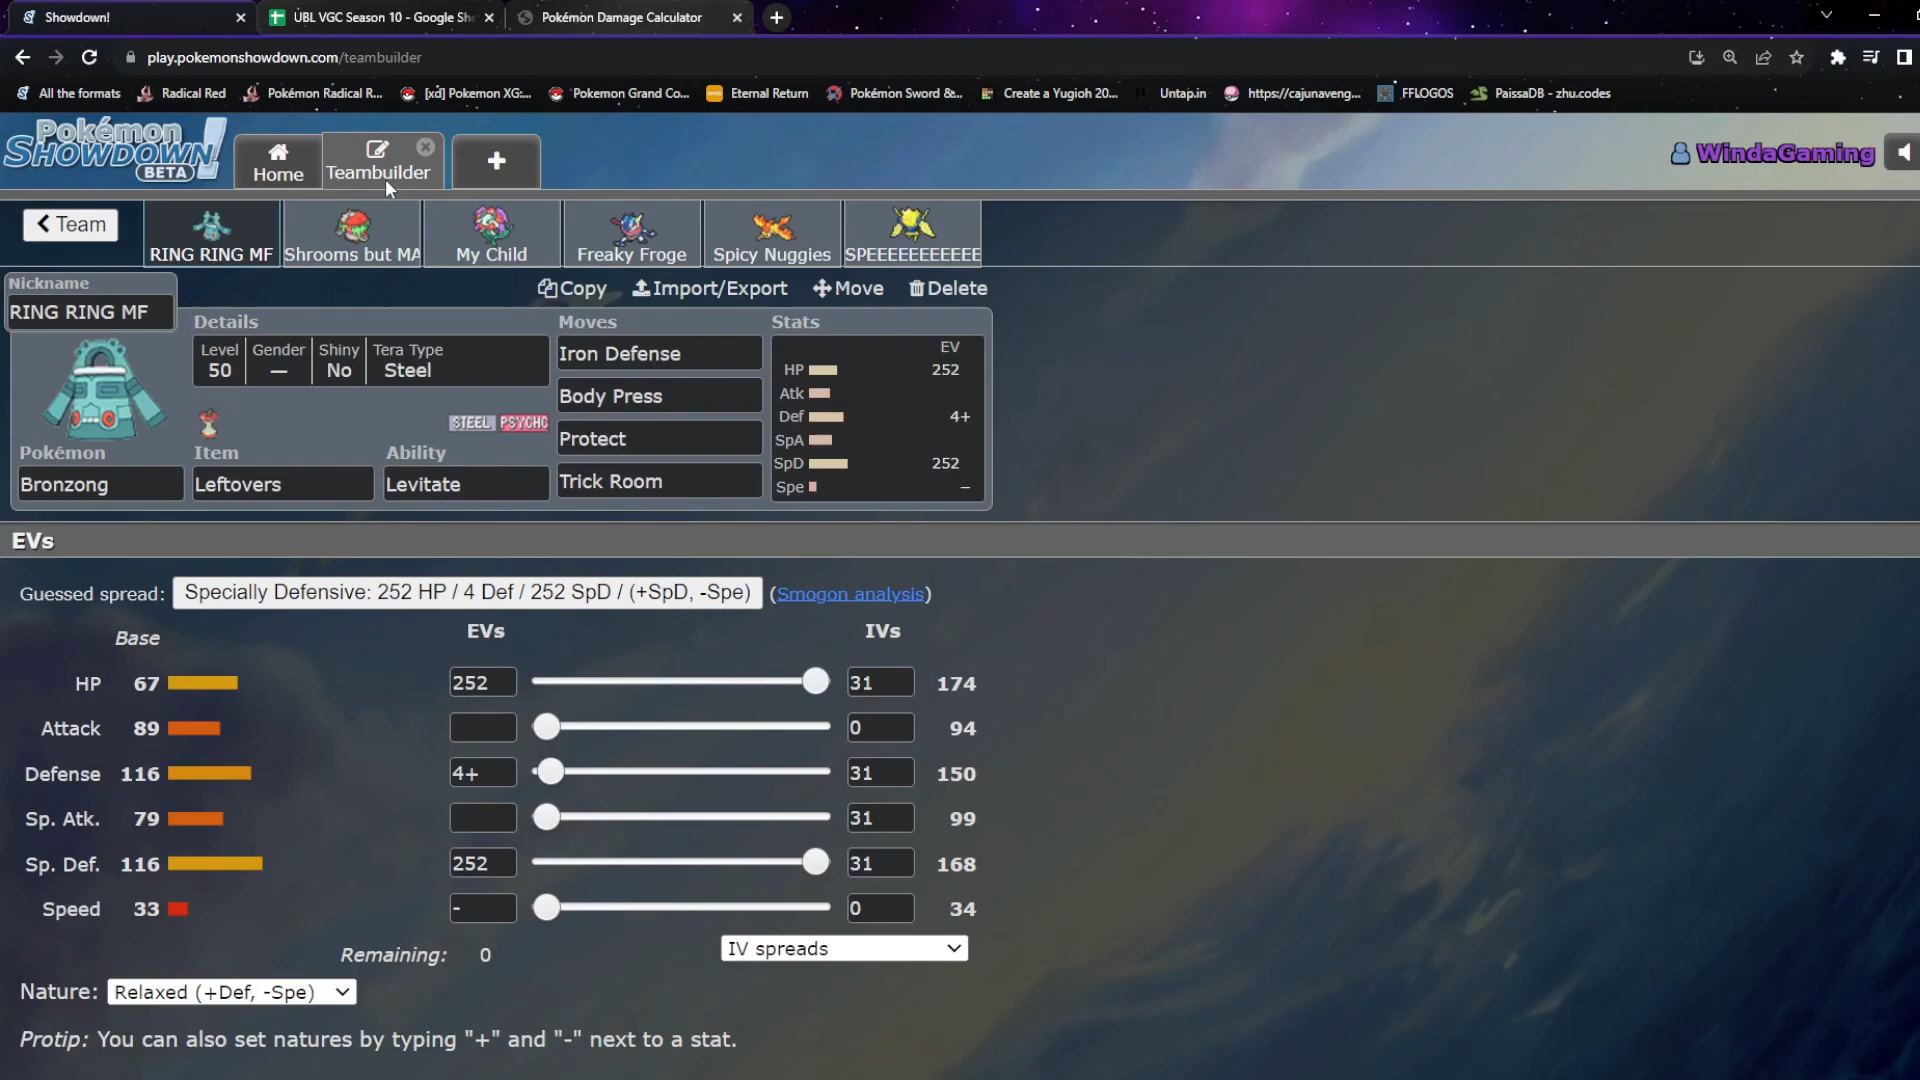 Showdown!
UBL VGC Season 10 - Google She
Pokémon Damage Calculator
play.pokemonshowdown.com/teambuilder
All the formats
Radical Red
Pokémon Radical R...
[xd] Pokemon XG:...
Pokemon Grand Co...
Eternal Return
Pokémon Sword &...
Create a Yugioh 20...
Untap.in
https://cajunaveng...
FFLOGOS
PaissaDB - zhu.codes
Pokémon
SHOWDOWN!
BETA
Home
Teambuilder
WindaGaming
Team
RING RING MF
Shrooms but MA
My Child
Freaky Froge
Spicy Nuggies
SPEEEEEEEEEEE
Nickname
RING RING MF
Copy
Import/Export
Move
Delete
Details
Level
50
Gender
—
Shiny
No
Tera Type
Steel
STEEL
PSYCHC
Pokémon
Bronzong
Item
Leftovers
Ability
Levitate
Moves
Iron Defense
Body Press
Protect
Trick Room
Stats
EV
HP 252
Atk
Def 4+
SpA
SpD 252
Spe −
EVs
Guessed spread: Specially Defensive: 252 HP / 4 Def / 252 SpD / (+SpD, -Spe) (Smogon analysis)
Base EVs IVs
HP 67 252 31 174
Attack 89 0 94
Defense 116 4+ 31 150
Sp. Atk. 79 31 99
Sp. Def. 116 252 31 168
Speed 33 - 0 34
Remaining: 0
IV spreads
Nature: Relaxed (+Def, -Spe)
Protip: You can also set natures by typing "+" and "-" next to a stat.